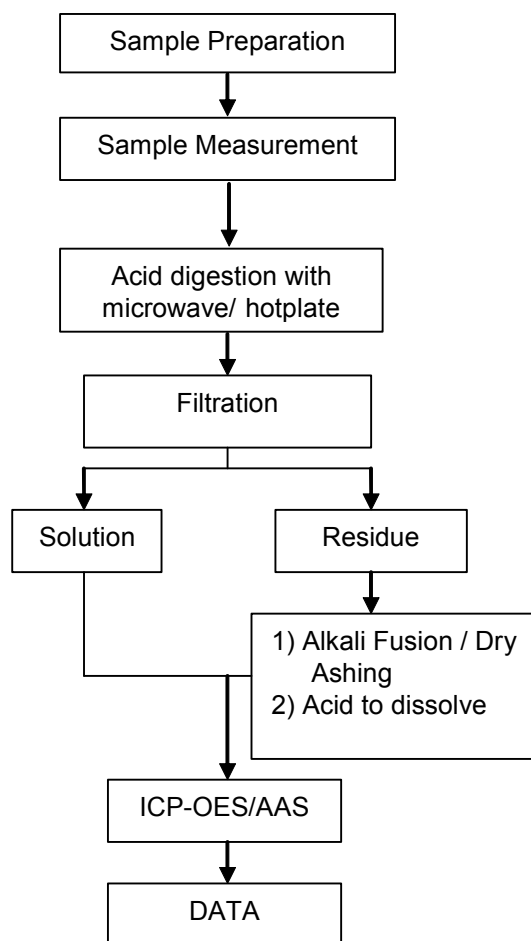 Sample Preparation
Sample Measurement
Acid digestion with
microwave/ hotplate
Filtration
Solution
Residue
1) Alkali Fusion / Dry
Ashing
2) Acid to dissolve
ICP-OES/AAS
DATA